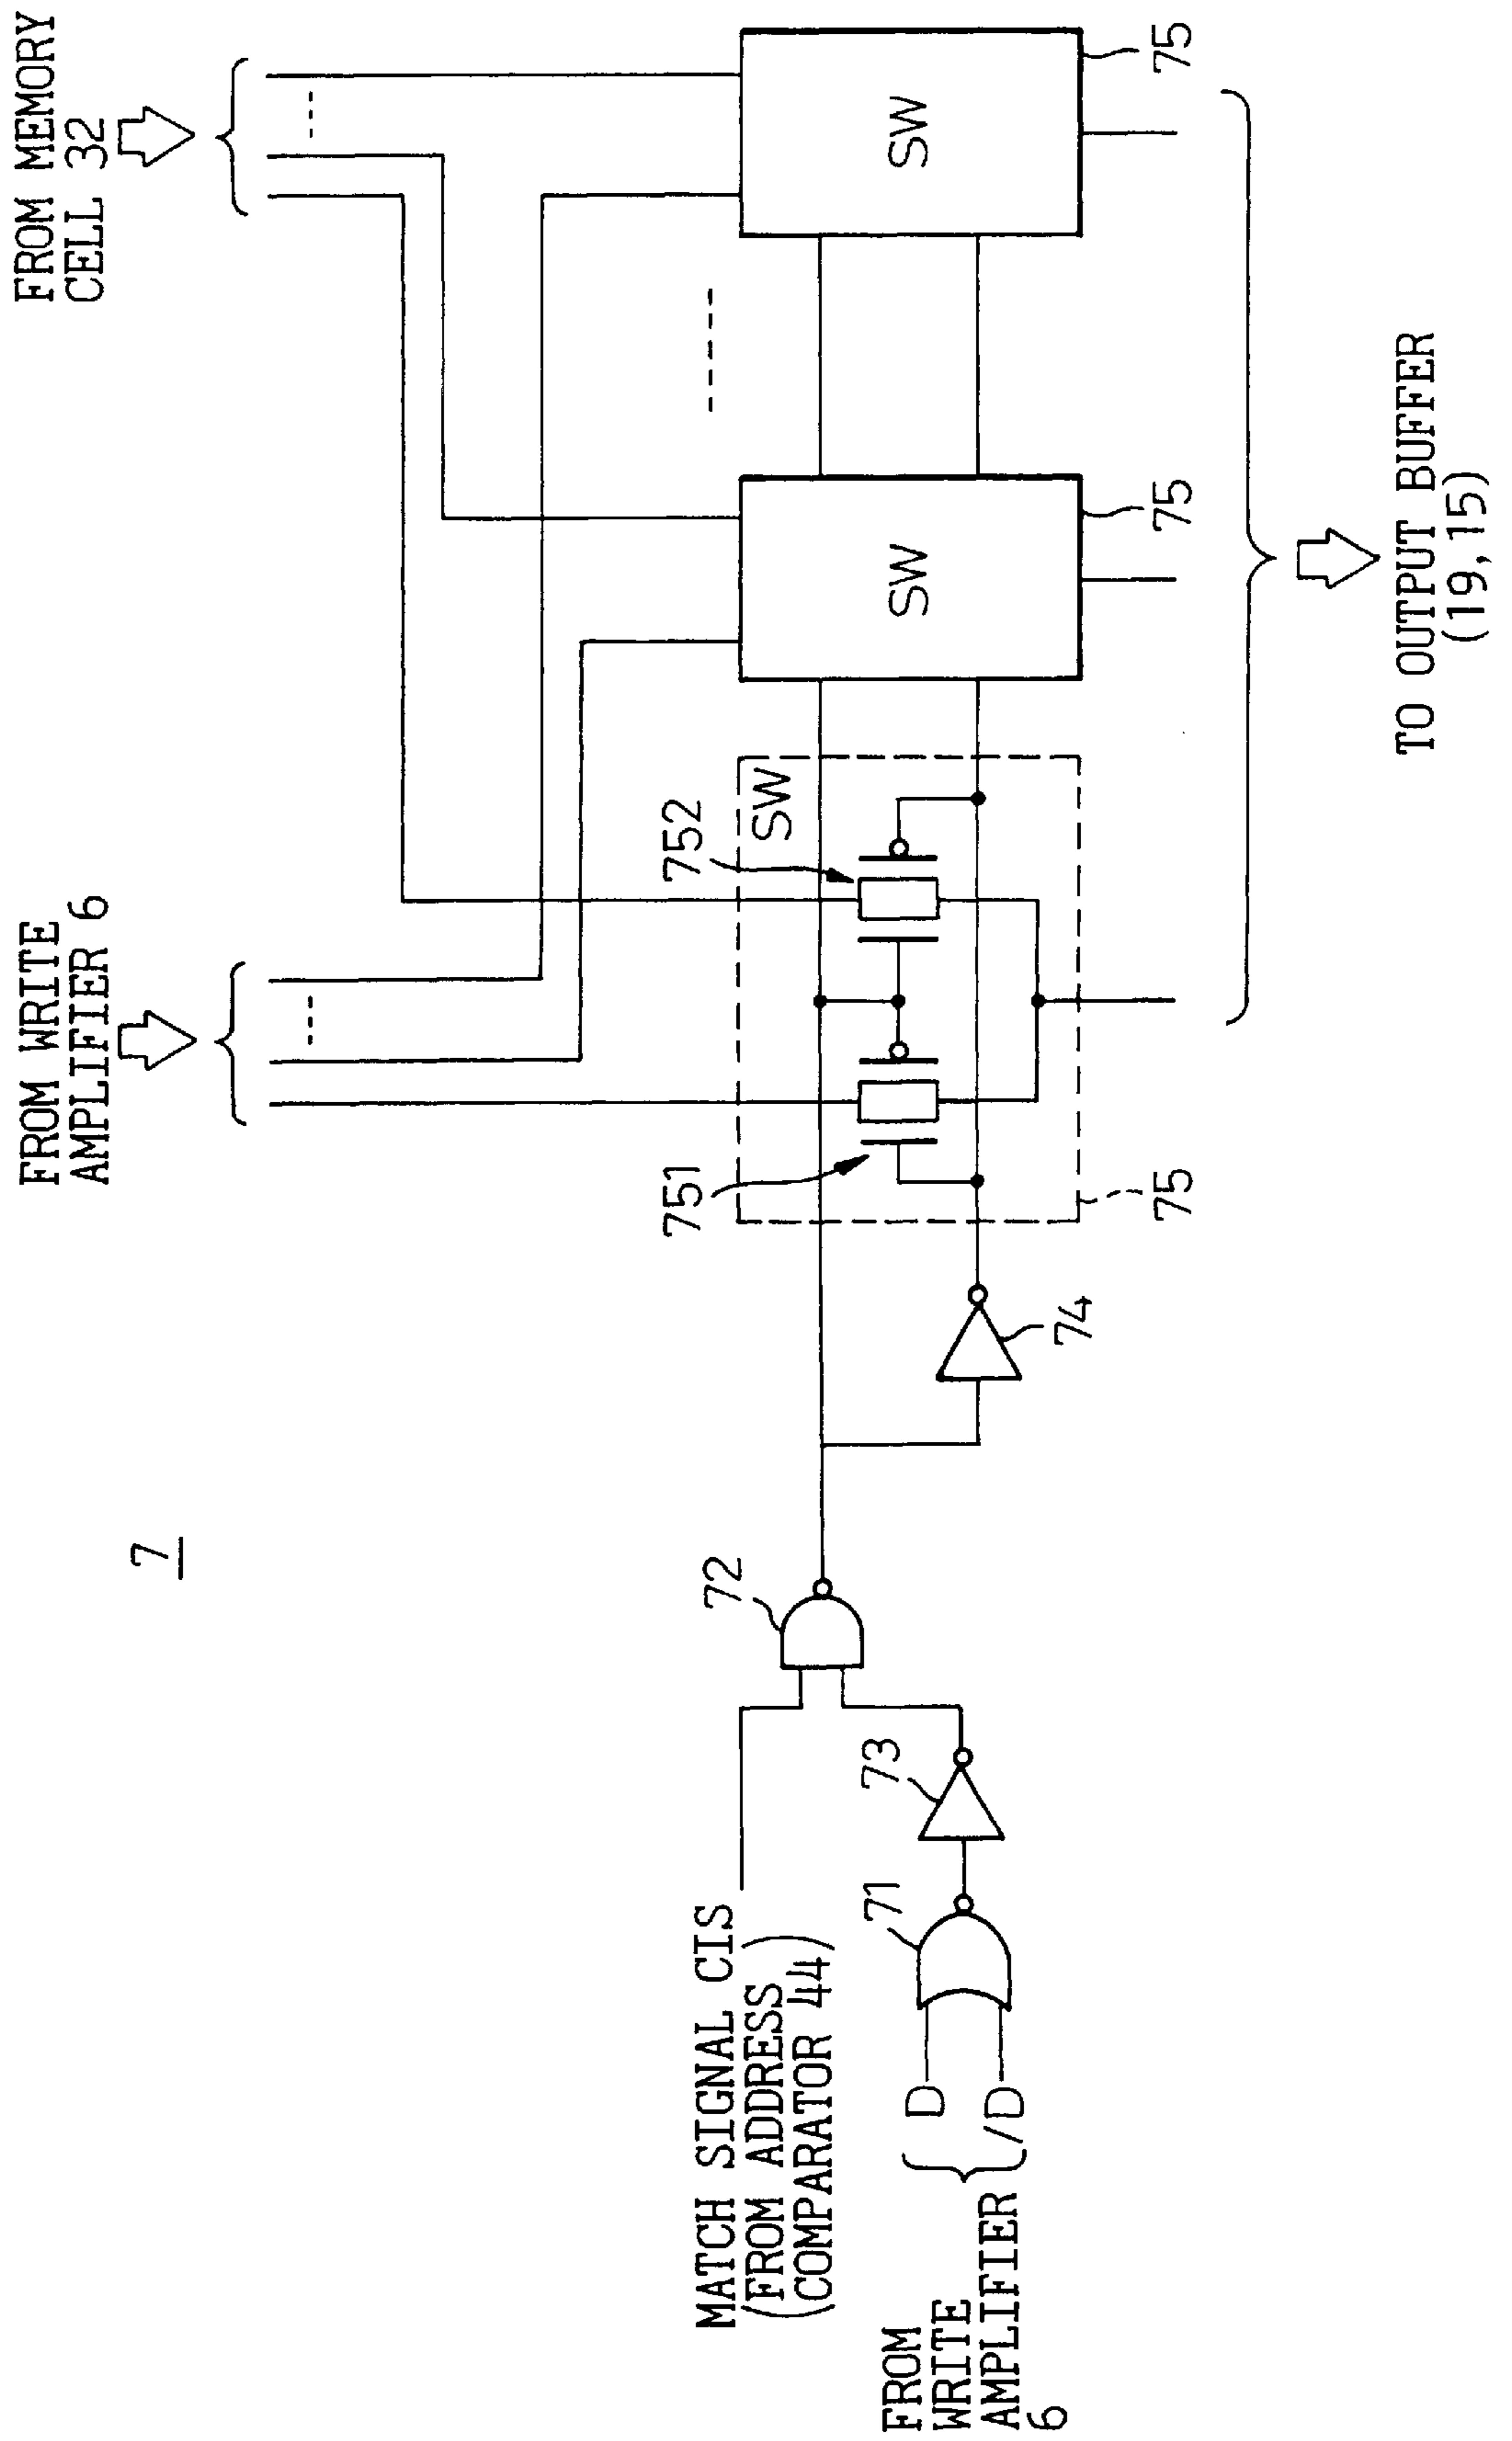 7
FROM WRITE
AMPLIFIER 6
FROM MEMORY
CELL 32
MATCH SIGNAL CIS
(FROM ADDRESS
COMPARATOR 44)
72
751
752
SW
SW
SW
FROM
WRITE
AMPLIFIER
6
D
/D
71
73
74
75
75
75
TO OUTPUT BUFFER
(19,15)